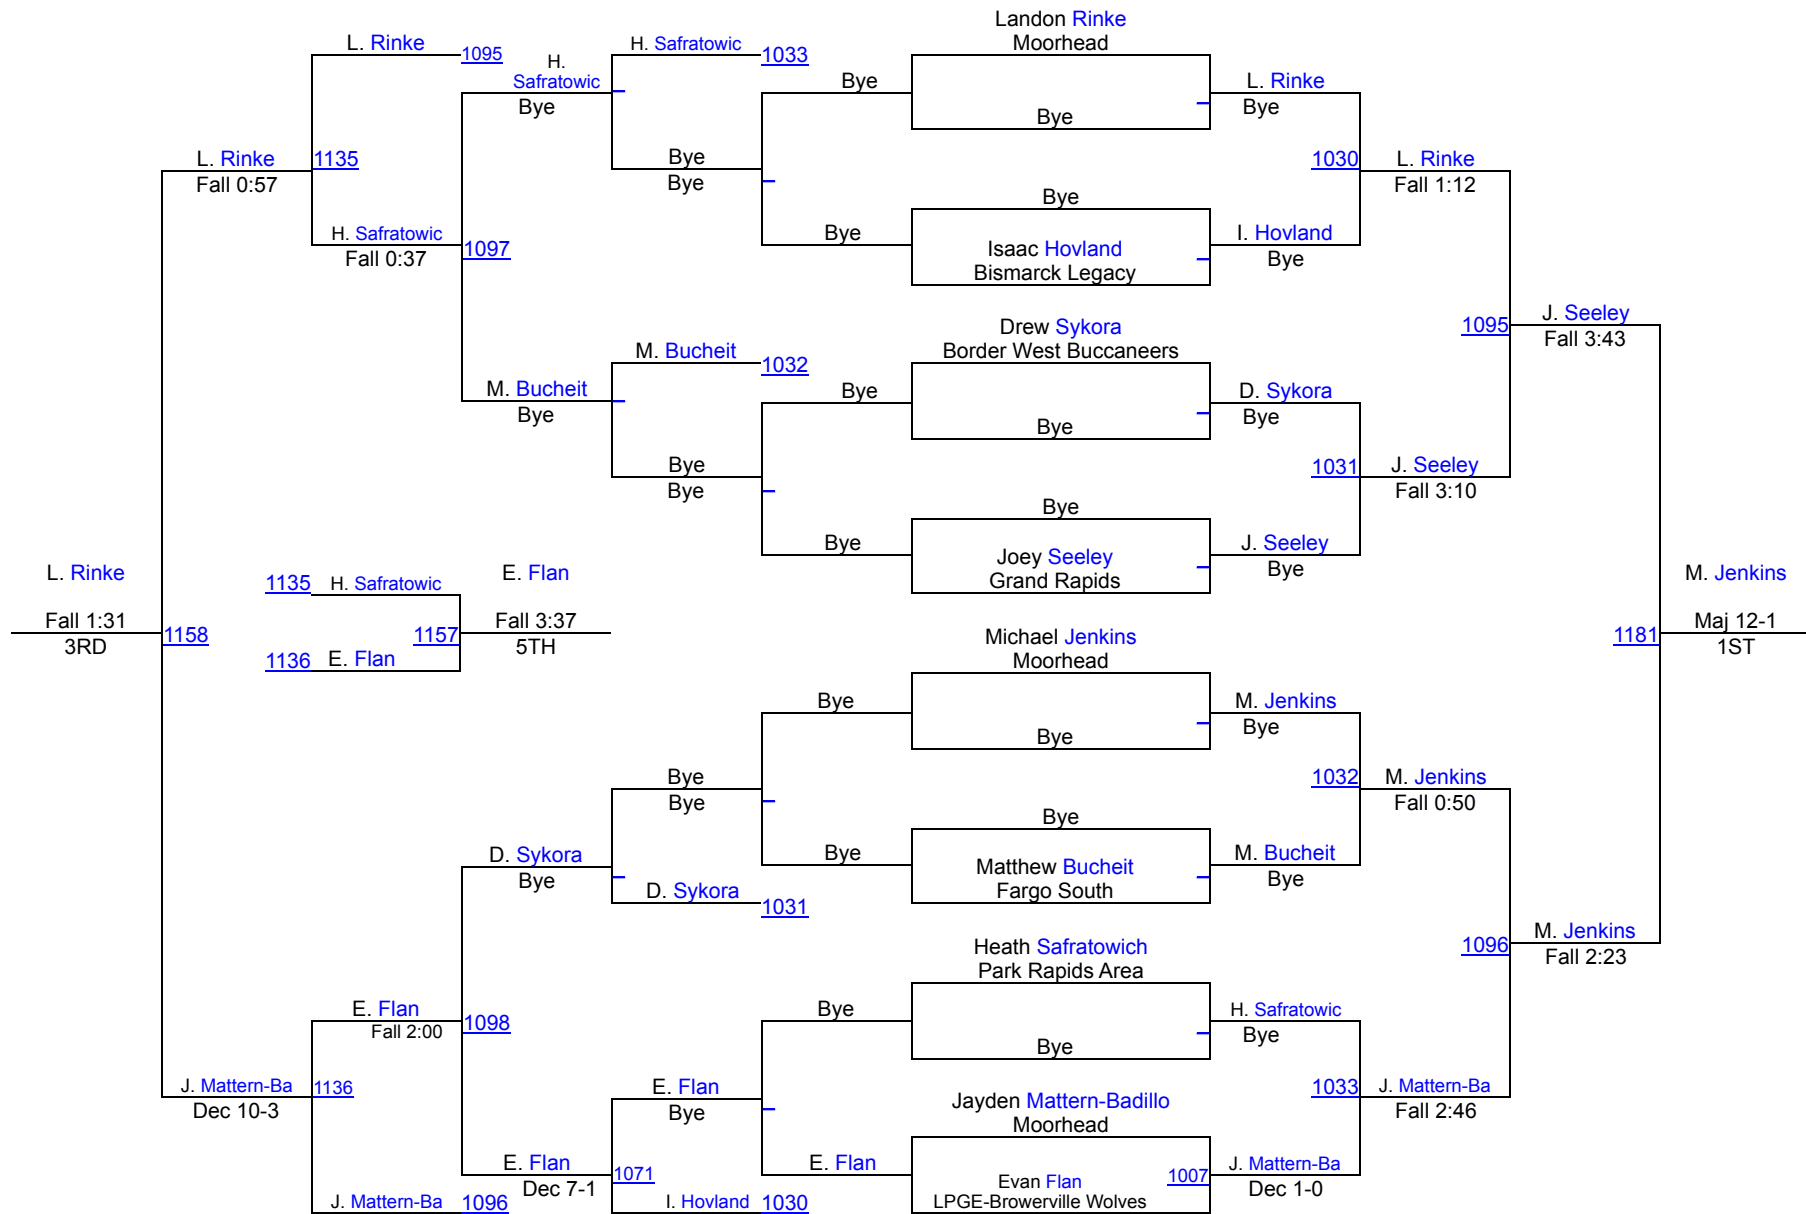 Landon Rinke
Moorhead
L. Rinke
1095
H. Safratowic
1033
H.
Safratowic
Bye
Bye
L. Rinke
Bye
Bye
L. Rinke
1135
Fall 0:57
Bye
Bye
1030
L. Rinke
Fall 1:12
Bye
H. Safratowic
1097
Fall 0:37
Bye
Isaac Hovland
Bismarck Legacy
I. Hovland
Bye
Drew Sykora
Border West Buccaneers
1095
J. Seeley
Fall 3:43
M. Bucheit
1032
M. Bucheit
Bye
Bye
D. Sykora
Bye
Bye
Bye
Bye
1031
J. Seeley
Fall 3:10
Bye
Bye
Joey Seeley
Grand Rapids
J. Seeley
Bye
L. Rinke
Fall 1:31
3RD
1158
1135
H. Safratowic
1136
E. Flan
1157
E. Flan
Fall 3:37
5TH
M. Jenkins
Maj 12-1
1ST
1181
Michael Jenkins
Moorhead
Bye
M. Jenkins
Bye
Bye
Bye
Bye
1032
M. Jenkins
Fall 0:50
Bye
Bye
Matthew Bucheit
Fargo South
M. Bucheit
Bye
D. Sykora
Bye
D. Sykora
1031
Heath Safratowich
Park Rapids Area
1096
M. Jenkins
Fall 2:23
E. Flan
Fall 2:00
1098
Bye
H. Safratowic
Bye
Bye
J. Mattern-Ba
1136
Dec 10-3
E. Flan
Bye
Jayden Mattern-Badillo
Moorhead
1033
J. Mattern-Ba
Fall 2:46
E. Flan
Dec 7-1
1071
E. Flan
Evan Flan
LPGE-Browerville Wolves
1007
J. Mattern-Ba
Dec 1-0
J. Mattern-Ba
1096
I. Hovland
1030